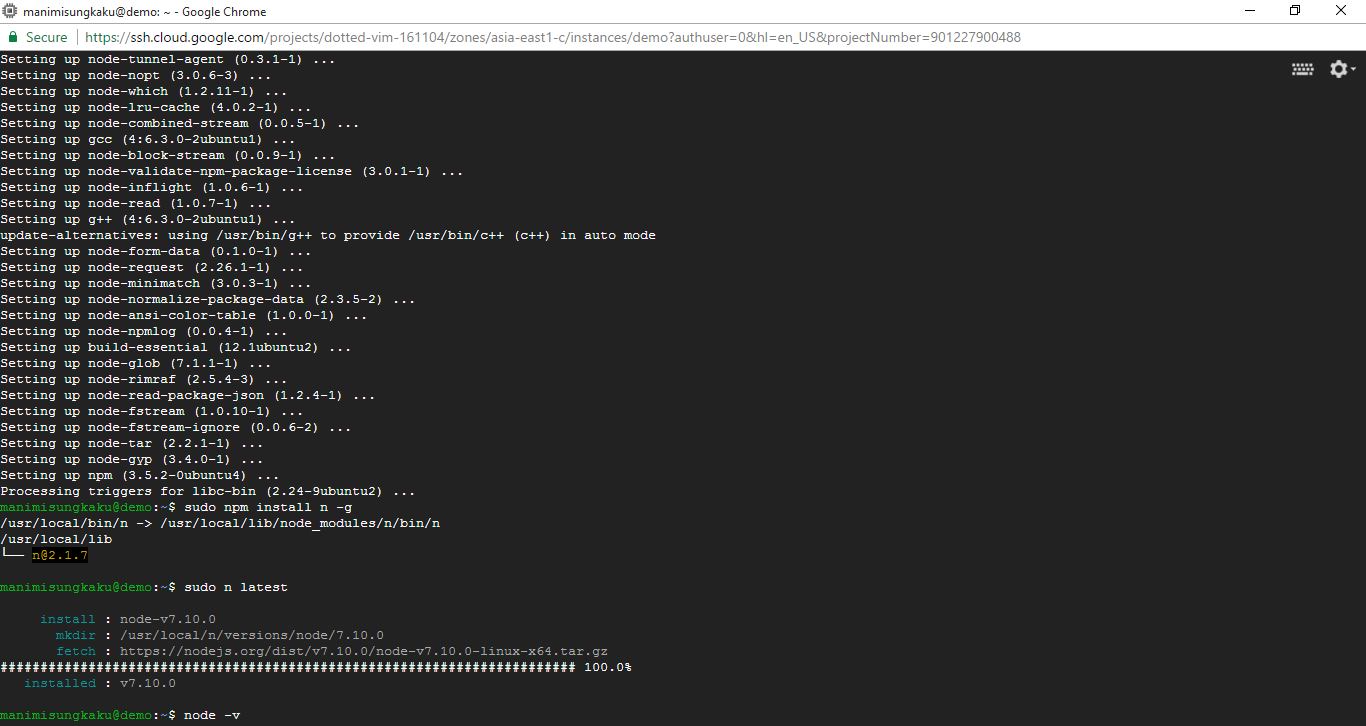 manimisungkaku@demo: ~ - Google Chrome
Secure https://ssh.cloud.google.com/projects/dotted-vim-161104/zones/asia-east1-c/instances/demo?authuser=0&hl=en_US&projectNumber=901227900488
Setting up node-tunnel-agent (0.3.1-1) ...
Setting up node-nopt (3.0.6-3) ...
Setting up node-which (1.2.11-1) ...
Setting up node-lru-cache (4.0.2-1) ...
Setting up node-combined-stream (0.0.5-1) ...
Setting up gcc (4:6.3.0-2ubuntu1) ...
Setting up node-block-stream (0.0.9-1) ...
Setting up node-validate-npm-package-license (3.0.1-1) ...
Setting up node-inflight (1.0.6-1) ...
Setting up node-read (1.0.7-1) ...
Setting up g++ (4:6.3.0-2ubuntu1) ...
update-alternatives: using /usr/bin/g++ to provide /usr/bin/c++ (c++) in auto mode
Setting up node-form-data (0.1.0-1) ...
Setting up node-request (2.26.1-1) ...
Setting up node-minimatch (3.0.3-1) ...
Setting up node-normalize-package-data (2.3.5-2) ...
Setting up node-ansi-color-table (1.0.0-1) ...
Setting up node-npmlog (0.0.4-1) ...
Setting up build-essential (12.1ubuntu2) ...
Setting up node-glob (7.1.1-1) ...
Setting up node-rimraf (2.5.4-3) ...
Setting up node-read-package-json (1.2.4-1) ...
Setting up node-fstream (1.0.10-1) ...
Setting up node-fstream-ignore (0.0.6-2) ...
Setting up node-tar (2.2.1-1) ...
Setting up node-gyp (3.4.0-1) ...
Setting up npm (3.5.2-0ubuntu4) ...
Processing triggers for libc-bin (2.24-9ubuntu2) ...
manimisungkaku@demo:~$ sudo npm install n -g
/usr/local/bin/n -> /usr/local/lib/node_modules/n/bin/n
/usr/local/lib
└── n@2.1.7
manimisungkaku@demo:~$ sudo n latest
install : node-v7.10.0
mkdir : /usr/local/n/versions/node/7.10.0
fetch : https://nodejs.org/dist/v7.10.0/node-v7.10.0-linux-x64.tar.gz
######################################################################## 100.0%
installed : v7.10.0
manimisungkaku@demo:~$ node -v